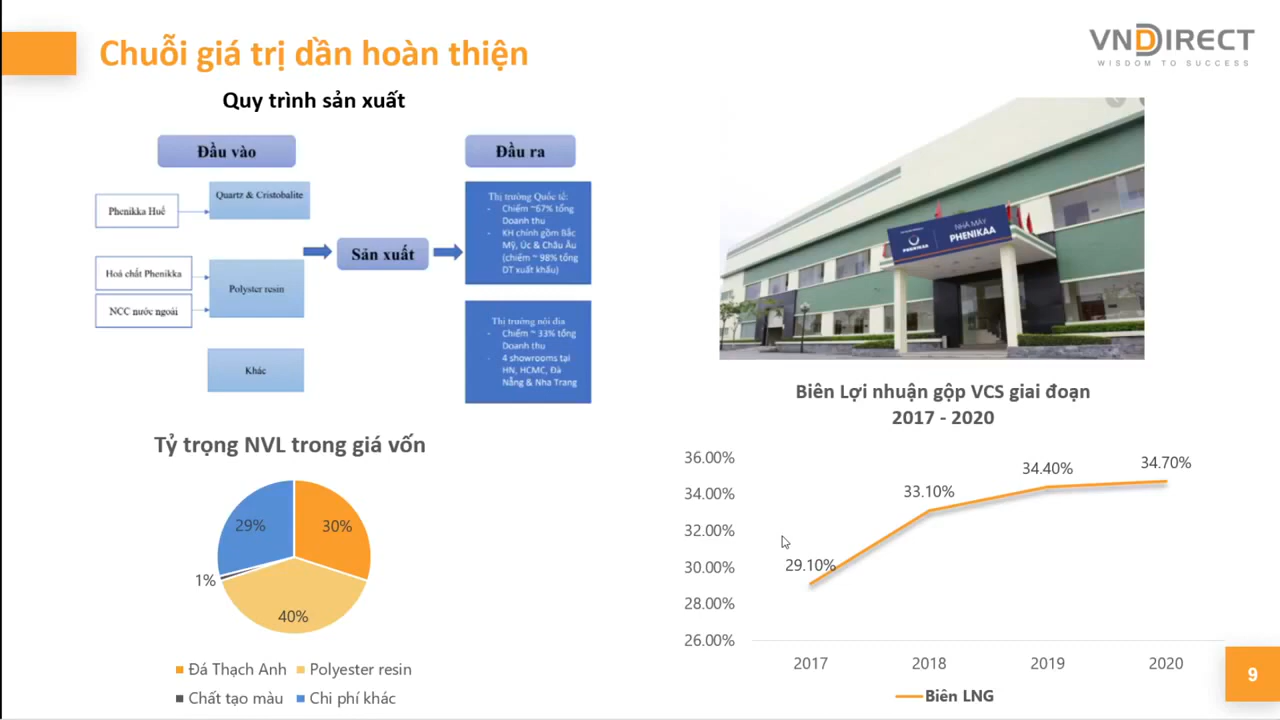 Chuỗi giá trị dần hoàn thiện
VNDIRECT
WISDOM TO SUCCESS
Quy trình sản xuất
Đầu vào
Đầu ra
Phenikka Huế
Quartz & Cristobalite
Hoá chất Phenikka
NCC nước ngoài
Polyster resin
Khác
Sản xuất
Thị trường Quốc tế:
- Chiếm ~67% tổng
Doanh thu
- KH chính gồm Bắc
Mỹ, Úc & Châu Âu
(chiếm ~ 98% tổng
DT xuất khẩu)
Thị trường nôi đia
- Chiếm ~ 33% tổng
Doanh thu
- 4 showrooms tại
HN, HCMC, Đà
Nẵng & Nha Trang
NHÀ MÁY
PHENIKAA
Tỷ trọng NVL trong giá vốn
29%
30%
1%
40%
Đá Thạch Anh
Polyester resin
Chất tạo màu
Chi phí khác
Biên Lợi nhuận gộp VCS giai đoạn
2017 - 2020
36.00%
34.00%
32.00%
30.00%
28.00%
26.00%
29.10%
33.10%
34.40%
34.70%
2017
2018
2019
2020
Biên LNG
9